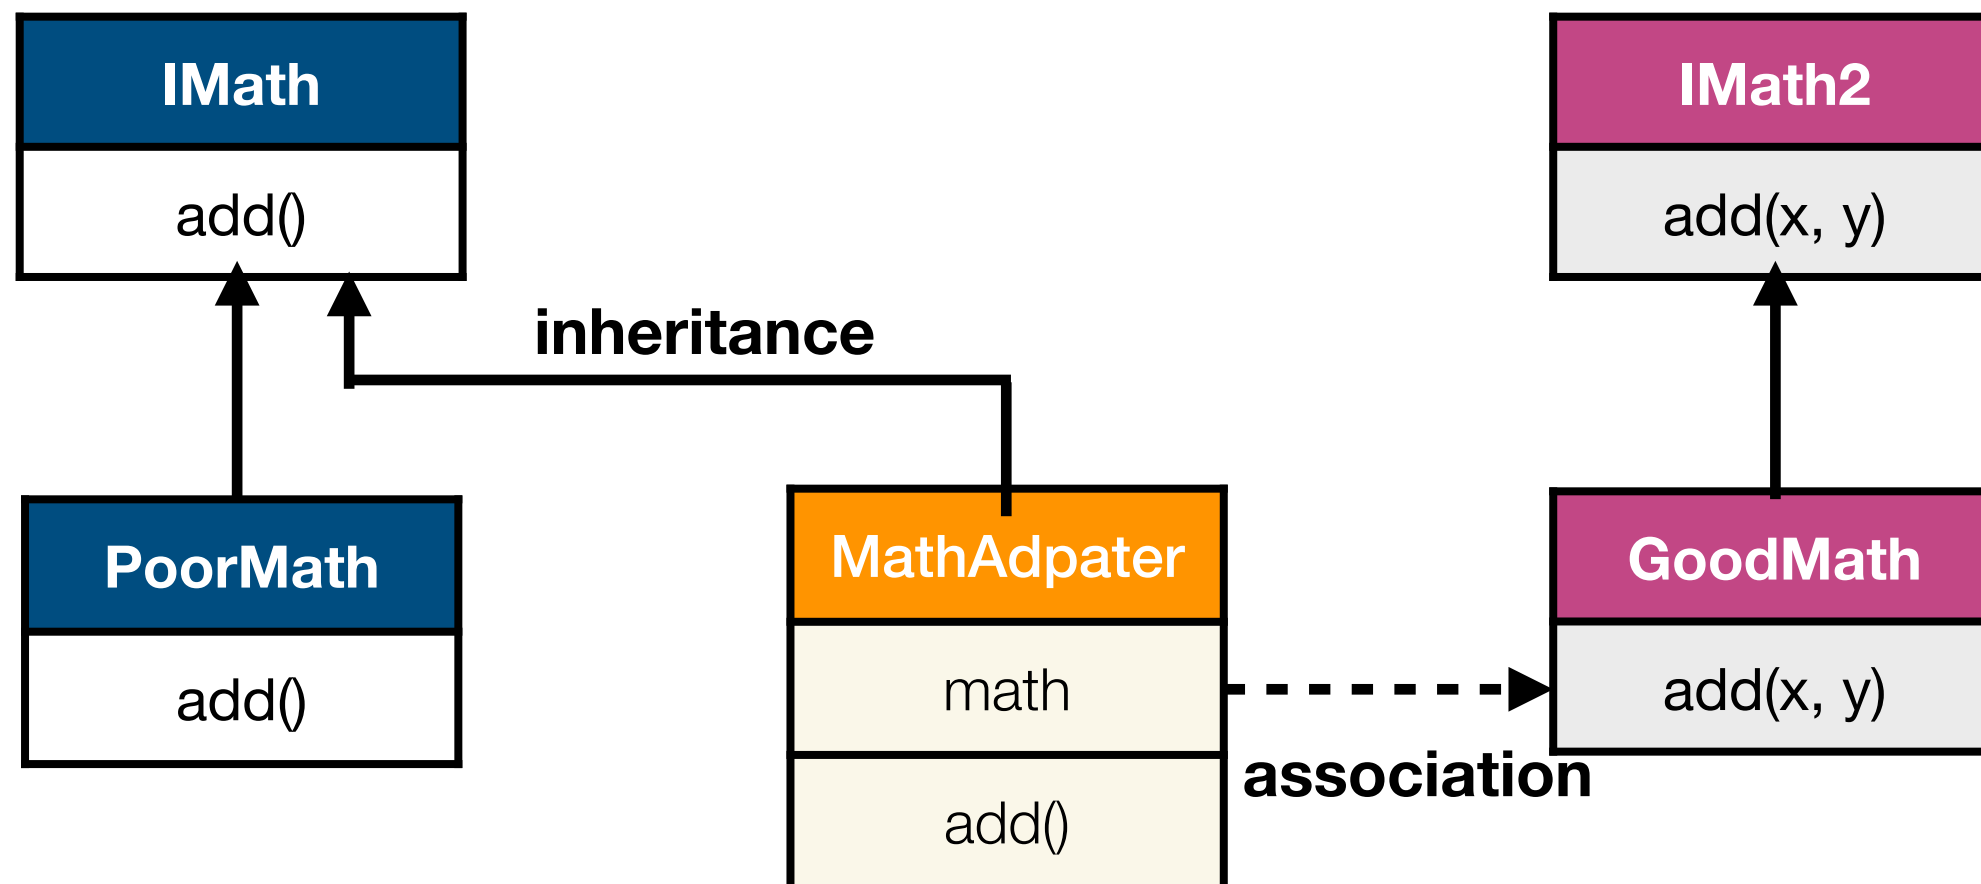 IMath
add()
IMath2
add(x, y)
inheritance
PoorMath
add()
MathAdpater
math
add()
association
GoodMath
add(x, y)